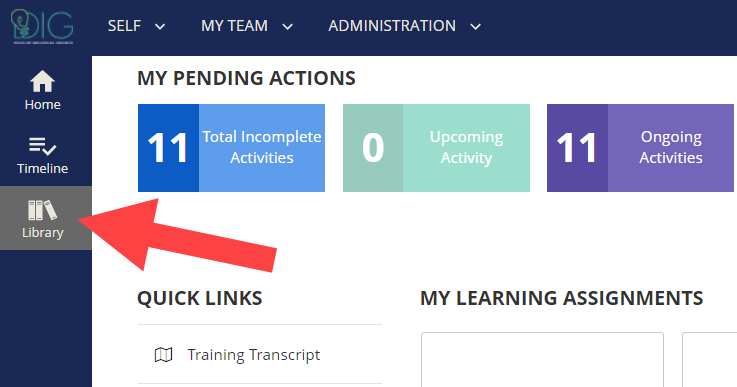 DIG
SELF
MY TEAM
ADMINISTRATION
Home
Timeline
Library
MY PENDING ACTIONS
11
Total Incomplete
Activities
0
Upcoming
Activity
11
Ongoing
Activities
QUICK LINKS
Training Transcript
MY LEARNING ASSIGNMENTS